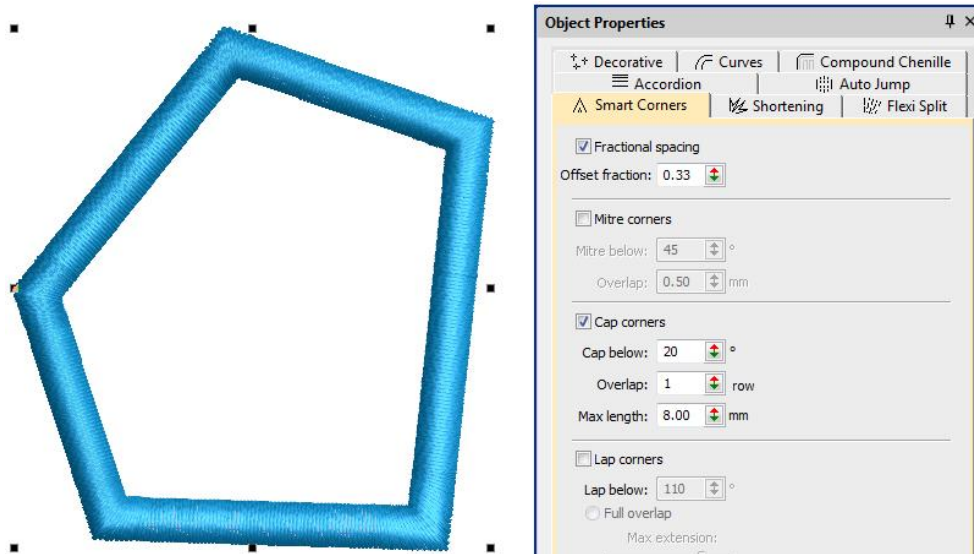 Object Properties
Decorative Curves Compound Chenille
Accordion Auto Jump
Smart Corners Shortening Flexi Split
Fractional spacing
Offset fraction: 0.33
Mitre corners
Mitre below: 45 °
Overlap: 0.50 mm
Cap corners
Cap below: 20 °
Overlap: 1 row
Max length: 8.00 mm
Lap corners
Lap below: 110 °
Full overlap
Max extension: